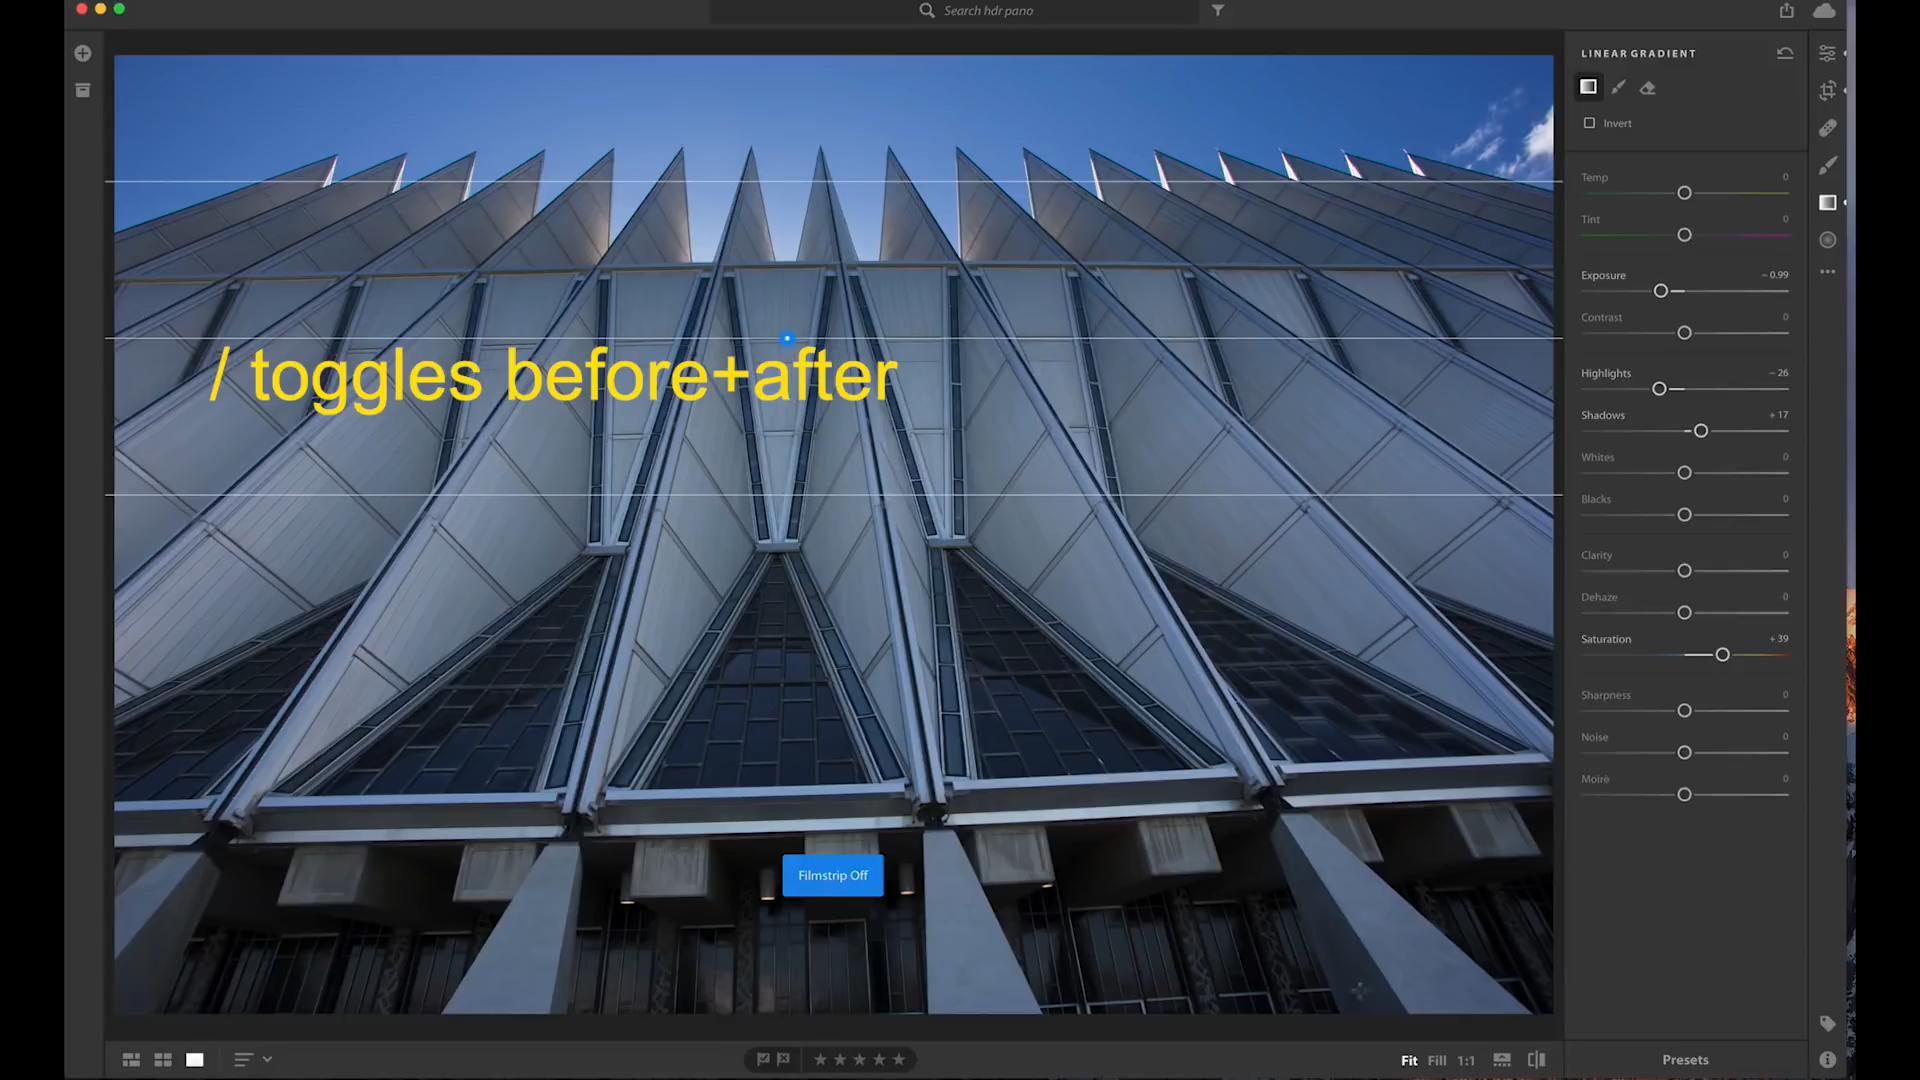 Search hdr pano
LINEAR GRADIENT
Invert
Temp 0
Tint 0
Exposure – 0.99
Contrast 0
Highlights – 26
Shadows + 17
Whites 0
Blacks 0
Clarity 0
Dehaze 0
Saturation + 39
Sharpness 0
Noise 0
Moiré 0
/ toggles before+after
Filmstrip Off
Fit Fill 1:1
Presets